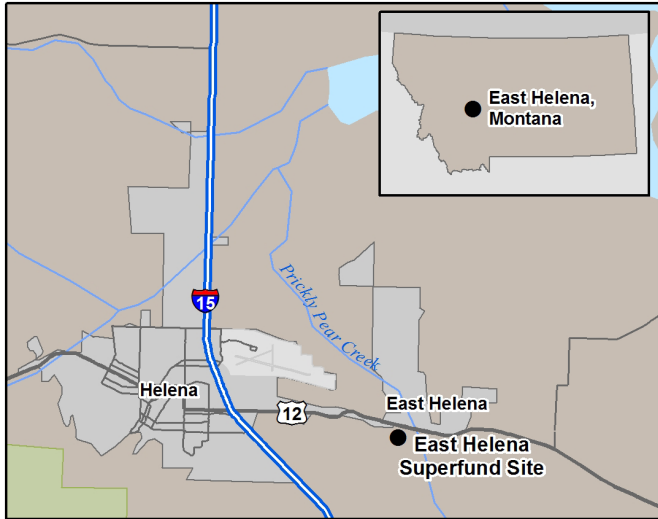 East Helena,
Montana
15
Prickly Pear Creek
Helena
12
East Helena
East Helena
Superfund Site